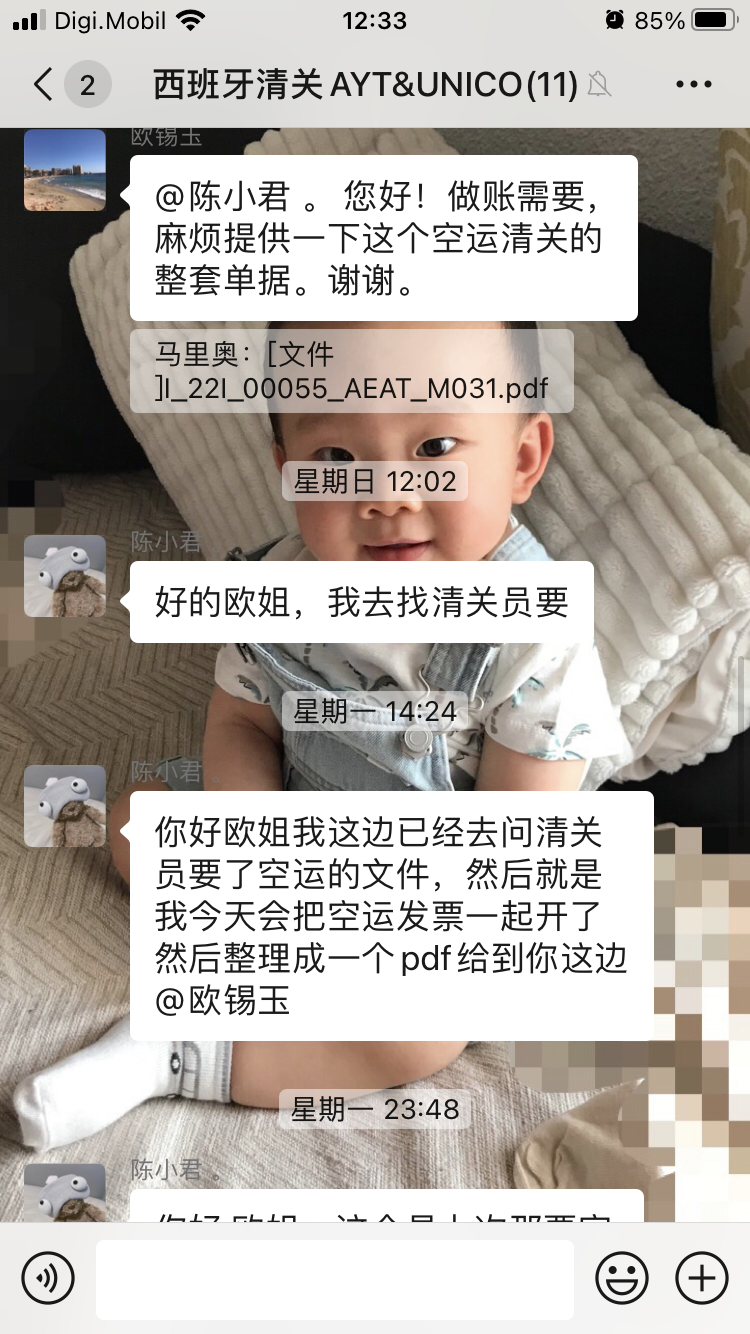 Digi.Mobil
12:33
85%
2
西班牙清关AYT&UNICO(11)
欧锡玉
@陈小君 。 您好！做账需要，
麻烦提供一下这个空运清关的
整套单据。谢谢。
马里奥：[文件
]I_22I_00055_AEAT_M031.pdf
星期日 12:02
陈小君
好的欧姐，我去找清关员要
星期一 14:24
陈小君 。
你好欧姐我这边已经去问清关
员要了空运的文件，然后就是
我今天会把空运发票一起开了
然后整理成一个pdf给到你这边
@欧锡玉
星期一 23:48
陈小君 。